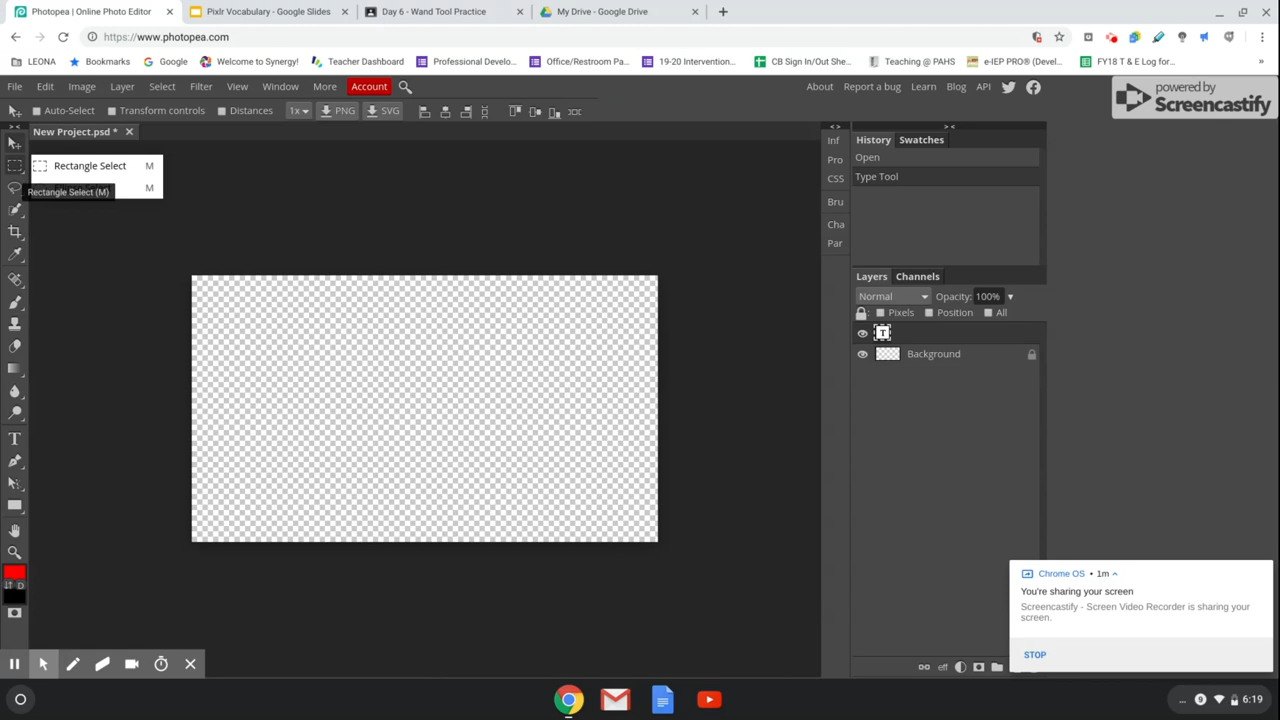 Photopea | Online Photo Editor
Pixlr Vocabulary - Google Slides
Day 6 - Wand Tool Practice
My Drive - Google Drive
https://www.photopea.com
LEONA
Bookmarks
Google
Welcome to Synergy!
Teacher Dashboard
Professional Develo...
Office/Restroom Pa...
19-20 Intervention...
CB Sign In/Out She...
Teaching @ PAHS
e-IEP PRO® (Devel...
FY18 T & E Log for...
»
File Edit Image Layer Select Filter View Window More Account
About Report a bug Learn Blog API
powered by
Screencastify
Auto-Select Transform controls Distances 1x PNG SVG
New Project.psd *
Rectangle Select M
M
Rectangle Select (M)
Inf
Pro
CSS
Bru
Cha
Par
History Swatches
Open
Type Tool
Layers Channels
Normal Opacity: 100%
: Pixels Position All
T
Background
D
eff
Chrome OS • 1m
You're sharing your screen
Screencastify - Screen Video Recorder is sharing your
screen.
STOP
... 9 6:19